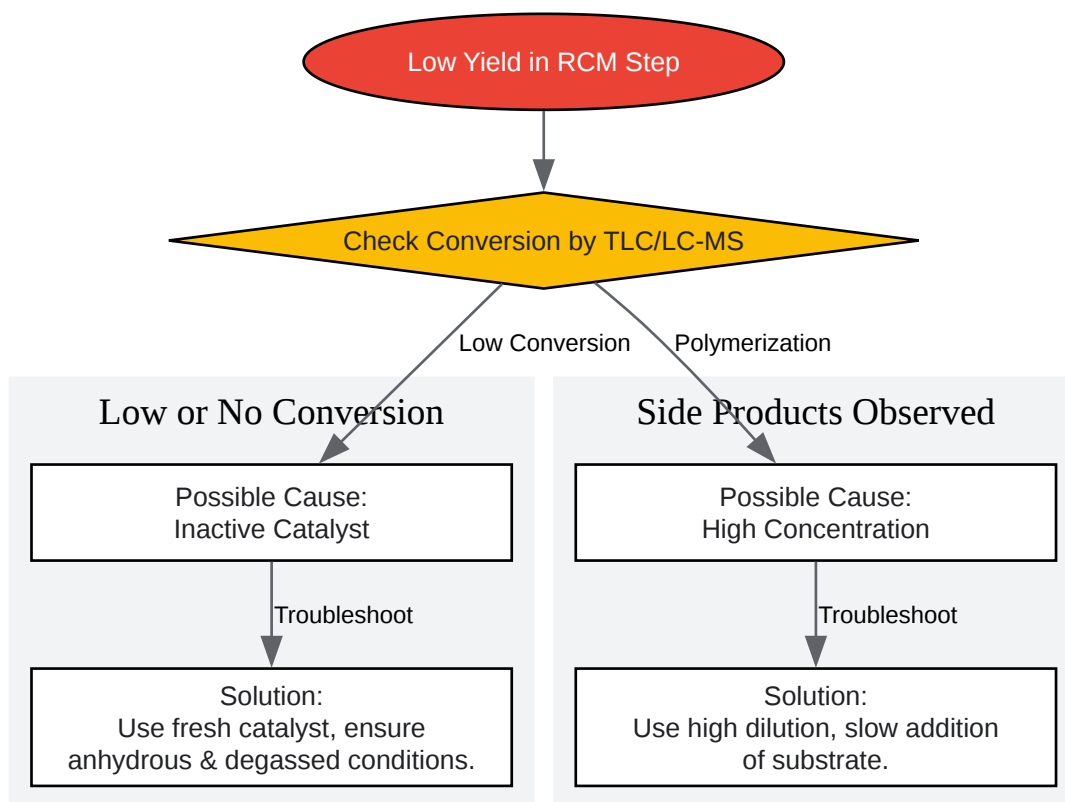 Low Yield in RCM Step
Check Conversion by TLC/LC-MS
Low Conversion
Polymerization
Low or No Conversion
Possible Cause:
Inactive Catalyst
Troubleshoot
Solution:
Use fresh catalyst, ensure
anhydrous & degassed conditions.
Side Products Observed
Possible Cause:
High Concentration
Troubleshoot
Solution:
Use high dilution, slow addition
of substrate.